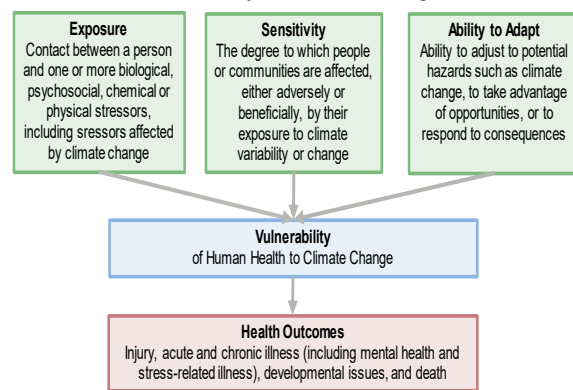 Exposure
Contact between a person
and one or more biological,
psychosocial, chemical or
physical stressors,
including sressors affected
by climate change
Sensitivity
The degree to which people
or communities are affected,
either adversely or
beneficially, by their
exposure to climate
variability or change
Ability to Adapt
Ability to adjust to potential
hazards such as climate
change, to take advantage
of opportunities, or to
respond to consequences
Vulnerability
of Human Health to Climate Change
Health Outcomes
Injury, acute and chronic illness (including mental health and
stress-related illness), developmental issues, and death